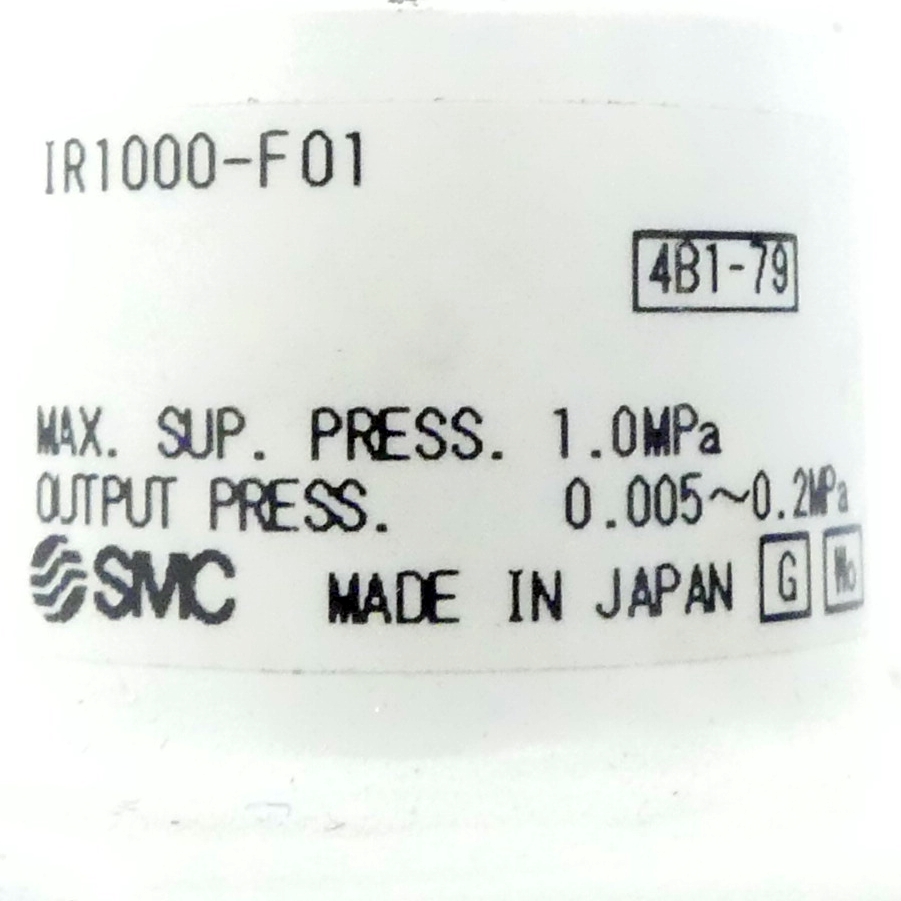 IR1000-F01
4B1-79
MAX. SUP. PRESS. 1.0MPa
OUTPUT PRESS. 0.005~0.2MPa
SMC MADE IN JAPAN G